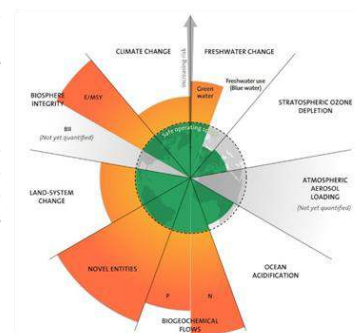 Increasing risk
CLIMATE CHANGE
FRESHWATER CHANGE
Green
water
Freshwater use
(Blue water)
STRATOSPHERIC OZONE
DEPLETION
ATMOSPHERIC
AEROSOL
LOADING
(Not yet quantified)
OCEAN
ACIDIFICATION
BIOGEOCHEMICAL
FLOWS
N
P
NOVEL ENTITIES
LAND-SYSTEM
CHANGE
BIOSPHERE
INTEGRITY
E/MSY
BII
(Not yet quantified)
Safe operating